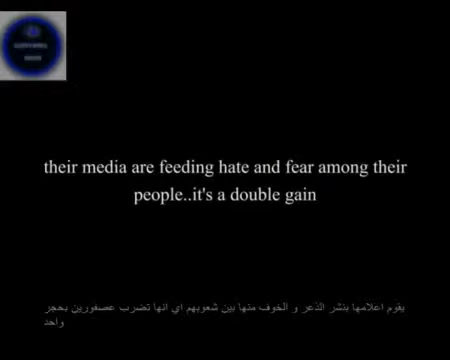 their media are feeding hate and fear among their
people..it's a double gain
يقوم اعلامها بنشر الذعر و الخوف منها بين شعوبهم اي انها تضرب عصفورين بحجر
واحد